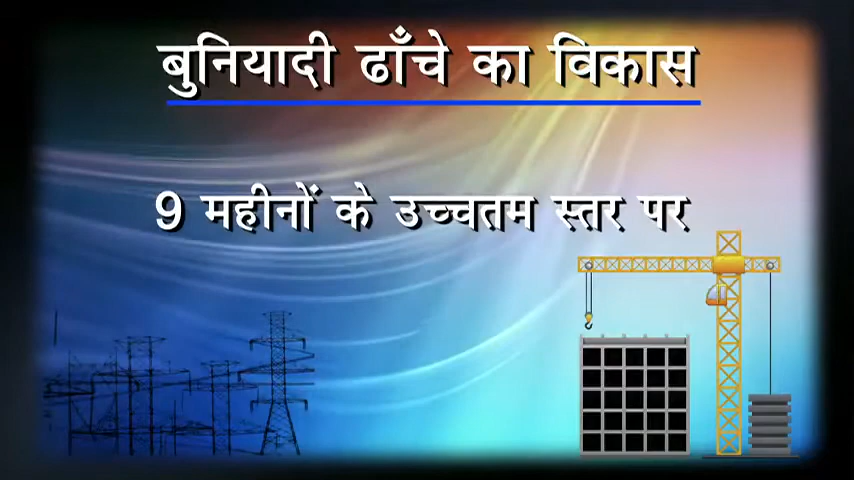 बुनियादी ढाँचे का विकास
9 महीनों के उच्चतम स्तर पर